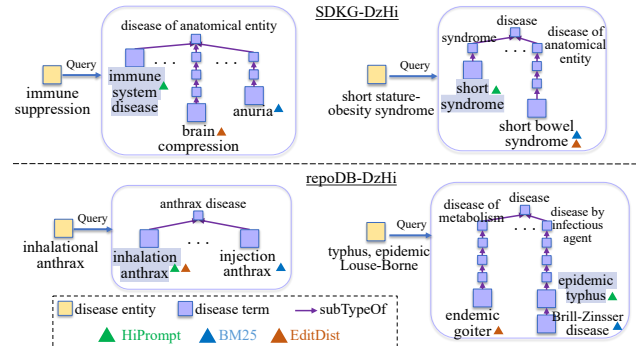 SDKG-DzHi
disease of anatomical entity
Query
immune
suppression
immune
system
disease
. . .
. . .
brain
compression
anuria
disease
syndrome
disease of
anatomical
entity
Query
short stature-
obesity syndrome
short
syndrome
. . .
short bowel
syndrome
repoDB-DzHi
anthrax disease
Query
inhalational
anthrax
inhalation
anthrax
. . .
injection
anthrax
disease
disease of
metabolism
disease by
infectious
agent
. . .
Query
typhus, epidemic
Louse-Borne
endemic
goiter
epidemic
typhus
Brill-Zinsser
disease
disease entity
disease term
subTypeOf
HiPrompt
BM25
EditDist